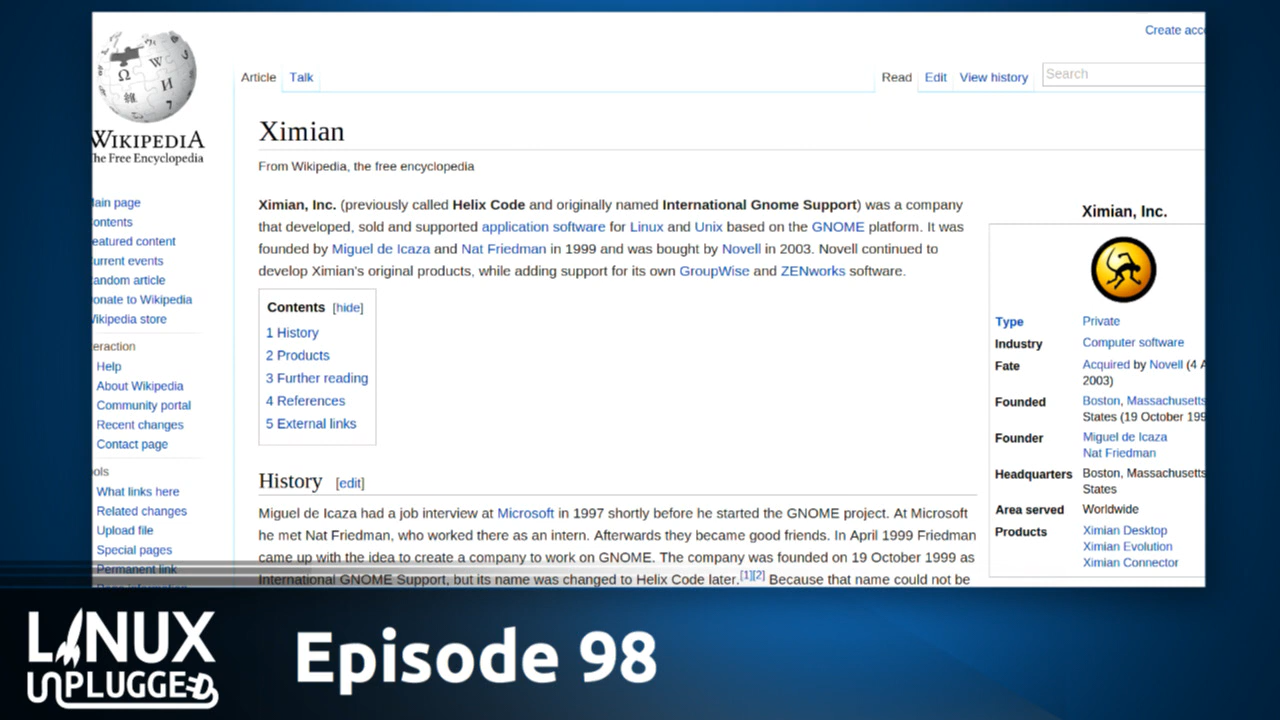 Create acc
Article Talk Read Edit View history Search
WIKIPEDIA
The Free Encyclopedia
Main page
Contents
Featured content
Current events
Random article
Donate to Wikipedia
Wikipedia store
eraction
Help
About Wikipedia
Community portal
Recent changes
Contact page
ools
What links here
Related changes
Upload file
Special pages
Permanent link
Ximian
From Wikipedia, the free encyclopedia
Ximian, Inc. (previously called Helix Code and originally named International Gnome Support) was a company
that developed, sold and supported application software for Linux and Unix based on the GNOME platform. It was
founded by Miguel de Icaza and Nat Friedman in 1999 and was bought by Novell in 2003. Novell continued to
develop Ximian's original products, while adding support for its own GroupWise and ZENworks software.
Contents [hide]
1 History
2 Products
3 Further reading
4 References
5 External links
History [edit]
Miguel de Icaza had a job interview at Microsoft in 1997 shortly before he started the GNOME project. At Microsoft
he met Nat Friedman, who worked there as an intern. Afterwards they became good friends. In April 1999 Friedman
came up with the idea to create a company to work on GNOME. The company was founded on 19 October 1999 as
International GNOME Support, but its name was changed to Helix Code later.[1][2] Because that name could not be
Ximian, Inc.
Type Private
Industry Computer software
Fate Acquired by Novell (4 A
2003)
Founded Boston, Massachusetts
States (19 October 199
Founder Miguel de Icaza
Nat Friedman
Headquarters Boston, Massachusetts
States
Area served Worldwide
Products Ximian Desktop
Ximian Evolution
Ximian Connector
LINUX
UNPLUGGED
Episode 98